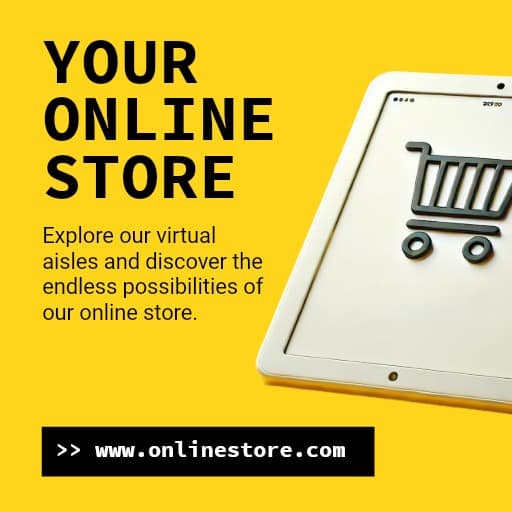 YOUR
ONLINE
STORE
Explore our virtual
aisles and discover the
endless possibilities of
our online store.
>> www.onlinestore.com